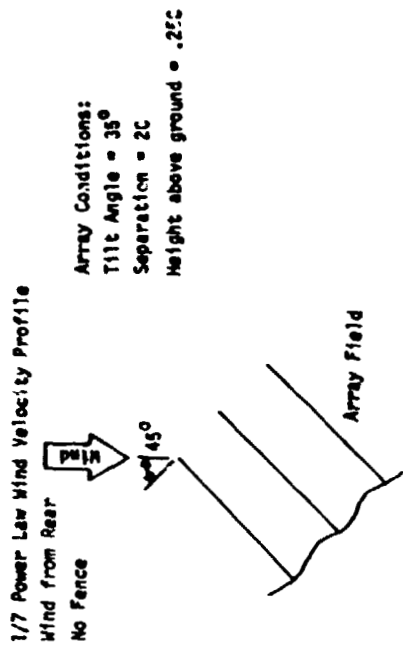 1/7 Power Law Wind Velocity Profile
Wind from Rear
No Fence
Wind
45°
Array Conditions:
Tilt Angle = 35°
Separation = 2C
Height above ground = .25C
Array Field